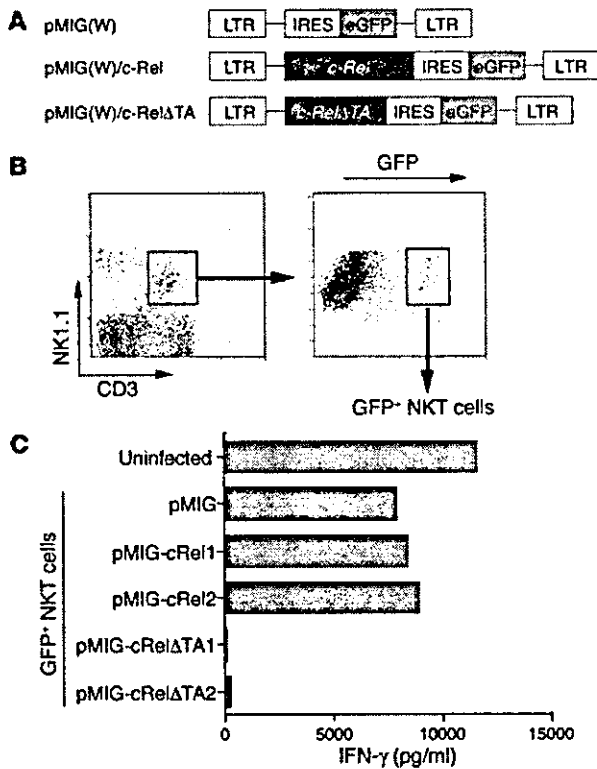 A
pMIG(W)
LTR IRES eGFP LTR
pMIG(W)/c-Rel
LTR c-Rel IRES eGFP LTR
pMIG(W)/c-RelΔTA
LTR c-RelΔTA IRES eGFP LTR
B
GFP
NK1.1
CD3
GFP+ NKT cells
C
Uninfected
GFP+ NKT cells
pMIG
pMIG-cRel1
pMIG-cRel2
pMIG-cRelΔTA1
pMIG-cRelΔTA2
0 5000 10000 15000
IFN-γ (pg/ml)